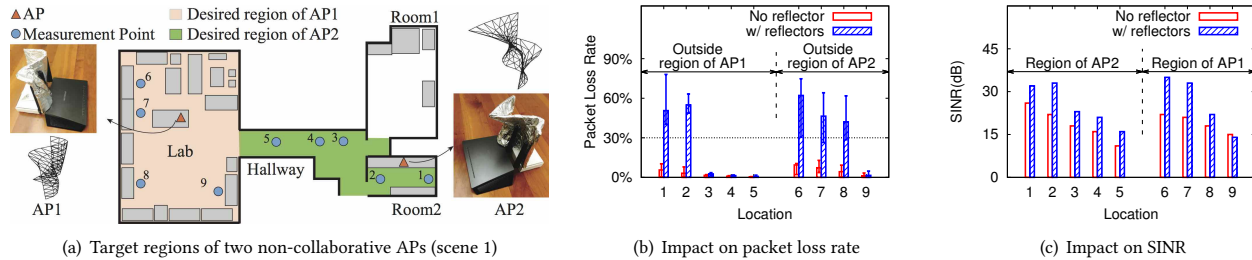 AP
Measurement Point
Desired region of AP1
Desired region of AP2
Room1
6
7
Lab
8
9
5
4
3
Hallway
2
1
Room2
AP1
AP2
(a) Target regions of two non-collaborative APs (scene 1)
No reflector
w/ reflectors
Outside region of AP1
Outside region of AP2
Packet Loss Rate
90%
60%
30%
0%
1 2 3 4 5 6 7 8 9
Location
(b) Impact on packet loss rate
No reflector
w/ reflectors
Region of AP2
Region of AP1
SINR(dB)
45
30
15
0
1 2 3 4 5 6 7 8 9
Location
(c) Impact on SINR